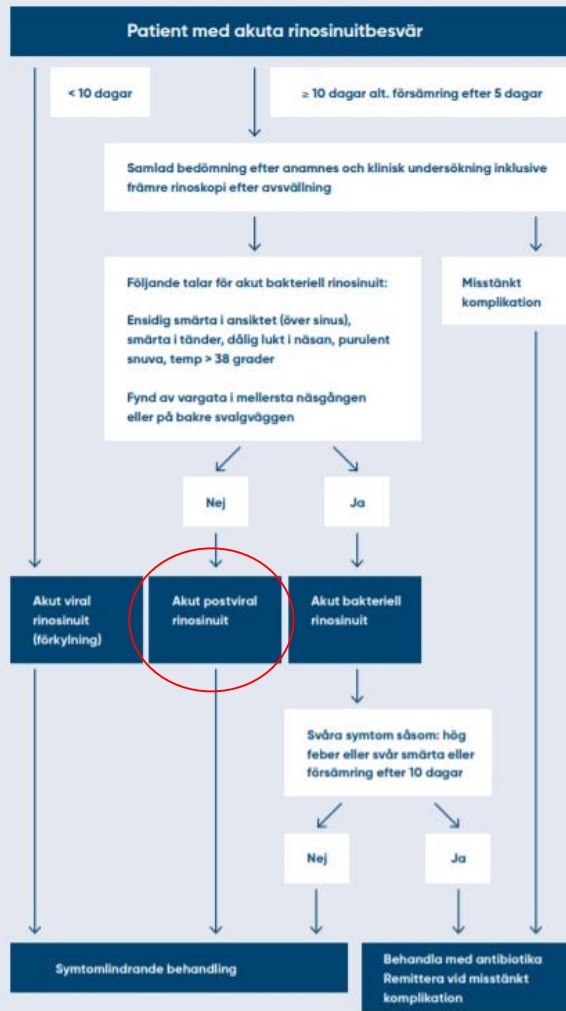 Patient med akuta rinosinuitbesvär
< 10 dagar
≥ 10 dagar alt. försämring efter 5 dagar
Samlad bedömning efter anamnes och klinisk undersökning inklusive
främre rinoskopi efter avsvällning
Följande talar för akut bakteriell rinosinuit:
Ensidig smärta i ansiktet (över sinus),
smärta i tänder, dålig lukt i näsan, purulent
snuva, temp > 38 grader
Fynd av vargata i mellersta näsgången
eller på bakre svalgväggen
Misstänkt
komplikation
Nej
Ja
Akut viral
rinosinuit
(förkylning)
Akut postviral
rinosinuit
Akut bakteriell
rinosinuit
Svåra symtom såsom: hög
feber eller svår smärta eller
försämring efter 10 dagar
Nej
Ja
Symtomlindrande behandling
Behandla med antibiotika
Remittera vid misstänkt
komplikation